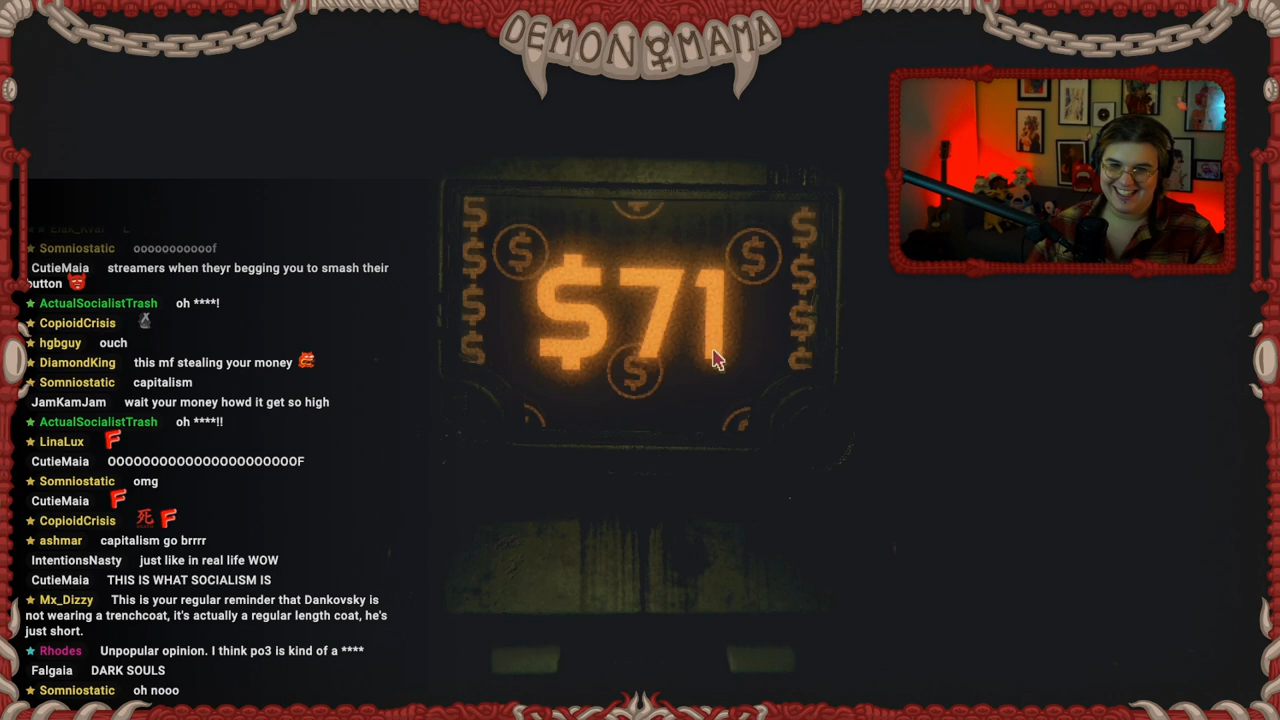 DEMON MAMA
L
Somniostatic ooooooooooof
CutieMaia streamers when theyr begging you to smash their
button
ActualSocialistTrash oh ****!
CopioidCrisis
hgbguy ouch
DiamondKing this mf stealing your money
Somniostatic capitalism
JamKamJam wait your money howd it get so high
ActualSocialistTrash oh ****!!
LinaLux F
CutieMaia OOOOOOOOOOOOOOOOOOOOOOOF
Somniostatic omg
CutieMaia F
CopioidCrisis 死 F
ashmar capitalism go brrrr
IntentionsNasty just like in real life WOW
CutieMaia THIS IS WHAT SOCIALISM IS
Mx_Dizzy This is your regular reminder that Dankovsky is
not wearing a trenchcoat, it's actually a regular length coat, he's
just short.
Rhodes Unpopular opinion. I think po3 is kind of a ****
Falgaia DARK SOULS
Somniostatic oh nooo
$71